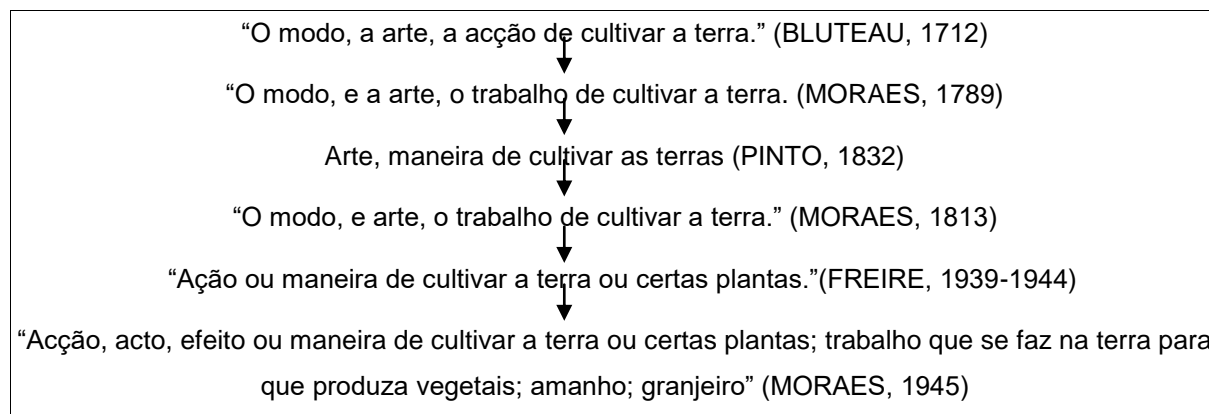 “O modo, a arte, a acção de cultivar a terra.” (BLUTEAU, 1712)
“O modo, e a arte, o trabalho de cultivar a terra. (MORAES, 1789)
Arte, maneira de cultivar as terras (PINTO, 1832)
“O modo, e arte, o trabalho de cultivar a terra.” (MORAES, 1813)
“Ação ou maneira de cultivar a terra ou certas plantas.”(FREIRE, 1939-1944)
“Acção, acto, efeito ou maneira de cultivar a terra ou certas plantas; trabalho que se faz na terra para
que produza vegetais; amanho; granjeiro” (MORAES, 1945)